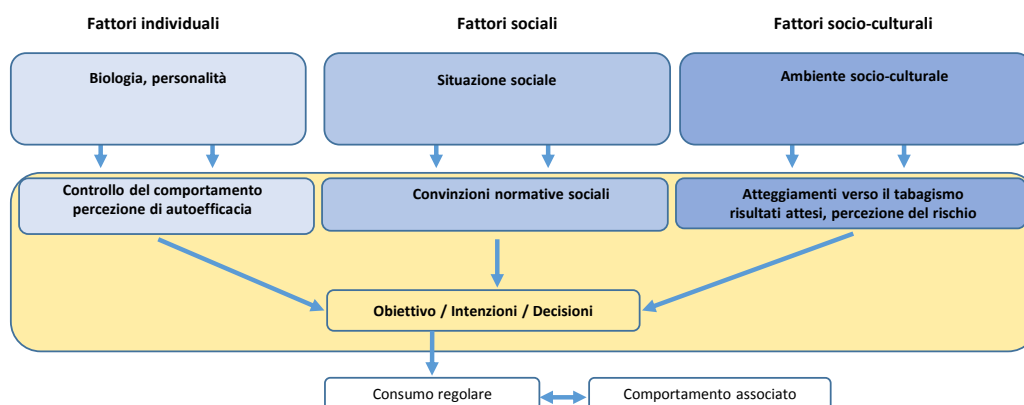 Fattori individuali
Fattori sociali
Fattori socio-culturali
Biologia, personalità
Situazione sociale
Ambiente socio-culturale
Controllo del comportamento
percezione di autoefficacia
Convinzioni normative sociali
Atteggiamenti verso il tabagismo
risultati attesi, percezione del rischio
Obiettivo / Intenzioni / Decisioni
Consumo regolare
Comportamento associato